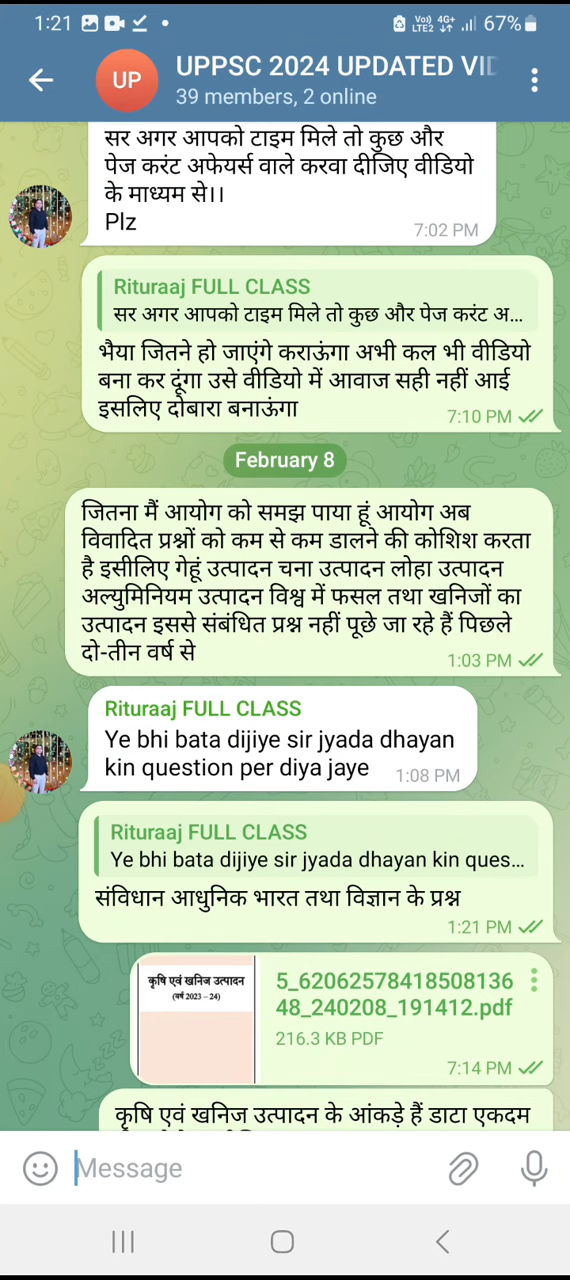 1:21
Vo)) 4G+
LTE2
67%
UP
UPPSC 2024 UPDATED VI
39 members, 2 online
सर अगर आपको टाइम मिले तो कुछ और
पेज करंट अफेयर्स वाले करवा दीजिए वीडियो
के माध्यम से।।
Plz
7:02 PM
Rituraaj FULL CLASS
सर अगर आपको टाइम मिले तो कुछ और पेज करंट अ...
भैया जितने हो जाएंगे कराऊंगा अभी कल भी वीडियो
बना कर दूंगा उसे वीडियो में आवाज सही नहीं आई
इसलिए दोबारा बनाऊंगा
7:10 PM
February 8
जितना मैं आयोग को समझ पाया हूं आयोग अब
विवादित प्रश्नों को कम से कम डालने की कोशिश करता
है इसीलिए गेहूं उत्पादन चना उत्पादन लोहा उत्पादन
अल्युमिनियम उत्पादन विश्व में फसल तथा खनिजों का
उत्पादन इससे संबंधित प्रश्न नहीं पूछे जा रहे हैं पिछले
दो-तीन वर्ष से
1:03 PM
Rituraaj FULL CLASS
Ye bhi bata dijiye sir jyada dhayan
kin question per diya jaye
1:08 PM
Rituraaj FULL CLASS
Ye bhi bata dijiye sir jyada dhayan kin ques...
संविधान आधुनिक भारत तथा विज्ञान के प्रश्न
1:21 PM
कृषि एवं खनिज उत्पादन
(वर्ष 2023 – 24)
5_62062578418508136
48_240208_191412.pdf
216.3 KB PDF
7:14 PM
कृषि एवं खनिज उत्पादन के आंकड़े हैं डाटा एकदम
Message